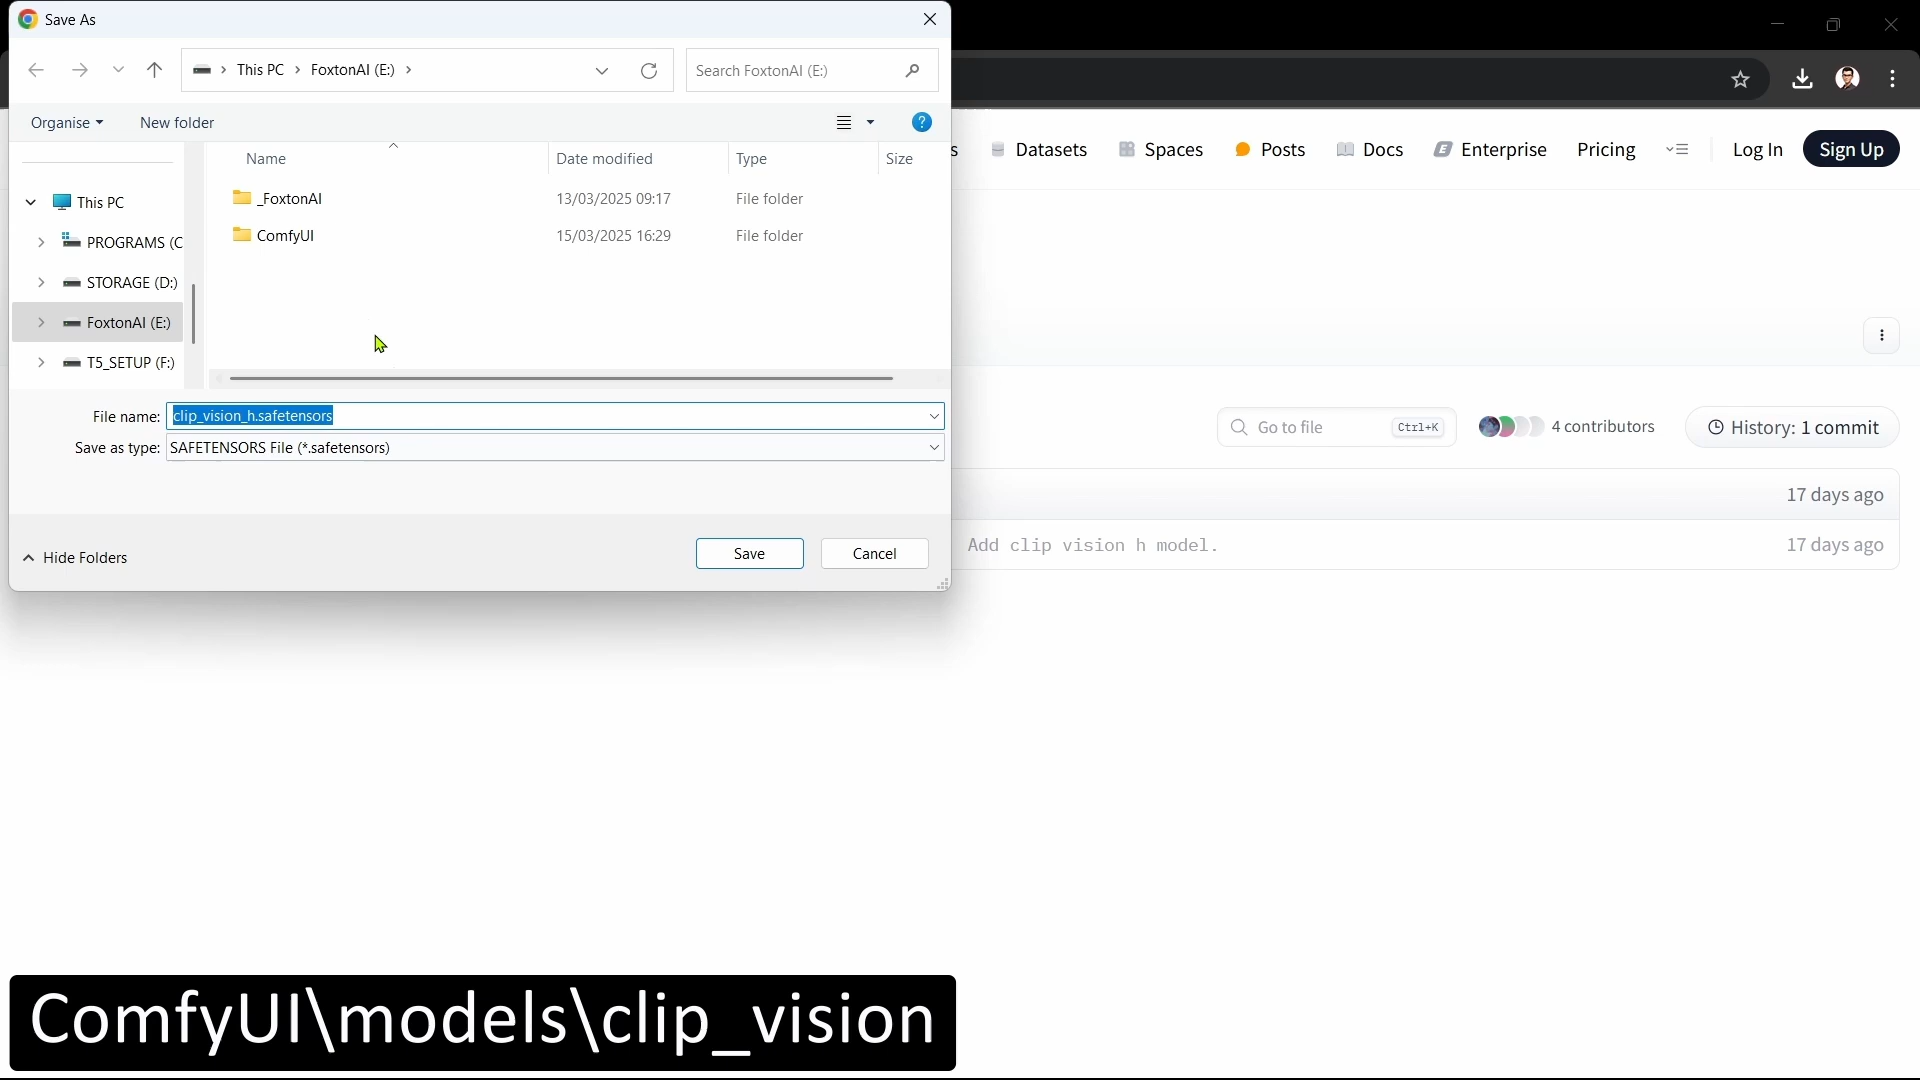 Save As
This PC > FoxtonAI (E:) >
Search FoxtonAI (E:)
Organise
New folder
Name
Date modified
Type
Size
This PC
PROGRAMS (C
STORAGE (D:)
FoxtonAI (E:)
T5_SETUP (F:)
_FoxtonAI 13/03/2025 09:17 File folder
ComfyUI 15/03/2025 16:29 File folder
File name: clip_vision_h.safetensors
Save as type: SAFETENSORS File (*.safetensors)
Hide Folders
Save
Cancel
s
Datasets
Spaces
Posts
Docs
Enterprise
Pricing
Log In
Sign Up
Go to file
Ctrl+K
4 contributors
History: 1 commit
17 days ago
Add clip vision h model.
17 days ago
ComfyUI\models\clip_vision